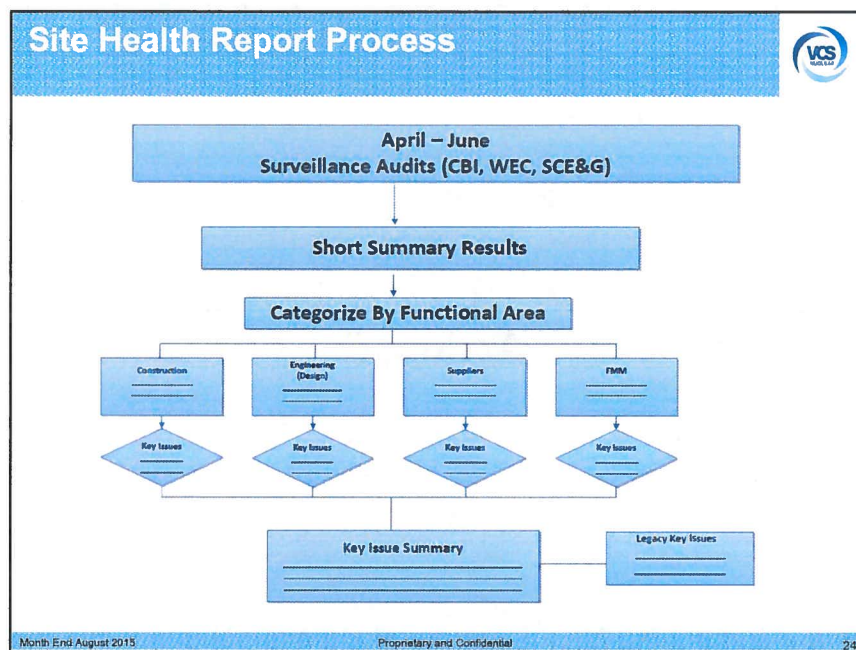 Site Health Report Process
VCS
April – June
Surveillance Audits (CBI, WEC, SCE&G)
Short Summary Results
Categorize By Functional Area
Construction
Engineering
(Design)
Suppliers
FMM
Key Issues
Key Issues
Key Issues
Key Issues
Key Issue Summary
Legacy Key Issues
Month End August 2015
Proprietary and Confidential
24